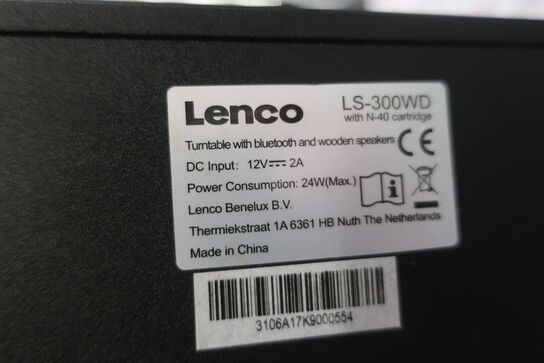 Lenco
LS-300WD
with N-40 cartridge
Turntable with bluetooth and wooden speakers
CE
DC Input: 12V⎓2A
Power Consumption: 24W(Max.)
Lenco Benelux B.V.
Thermiekstraat 1A 6361 HB Nuth The Netherlands
Made in China
3106A17K9000554